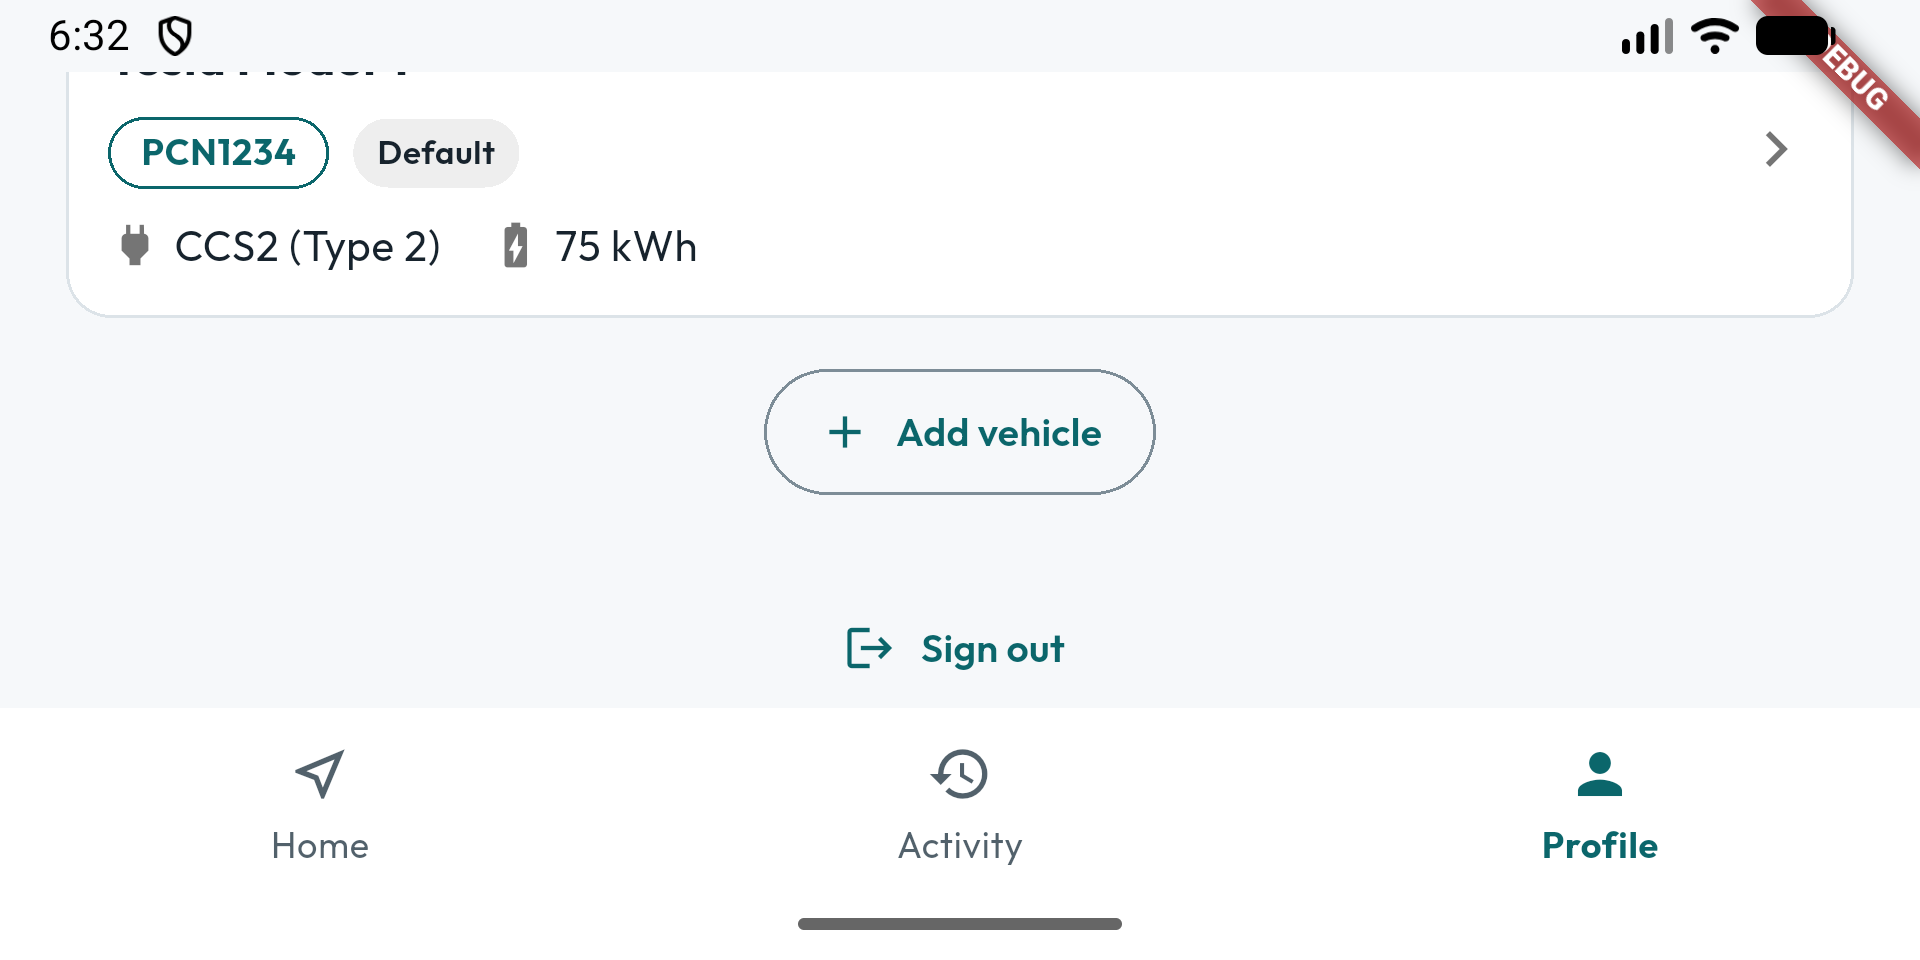 6:32
EBUG
PCN1234
Default
CCS2 (Type 2)
75 kWh
Add vehicle
Sign out
Home
Activity
Profile